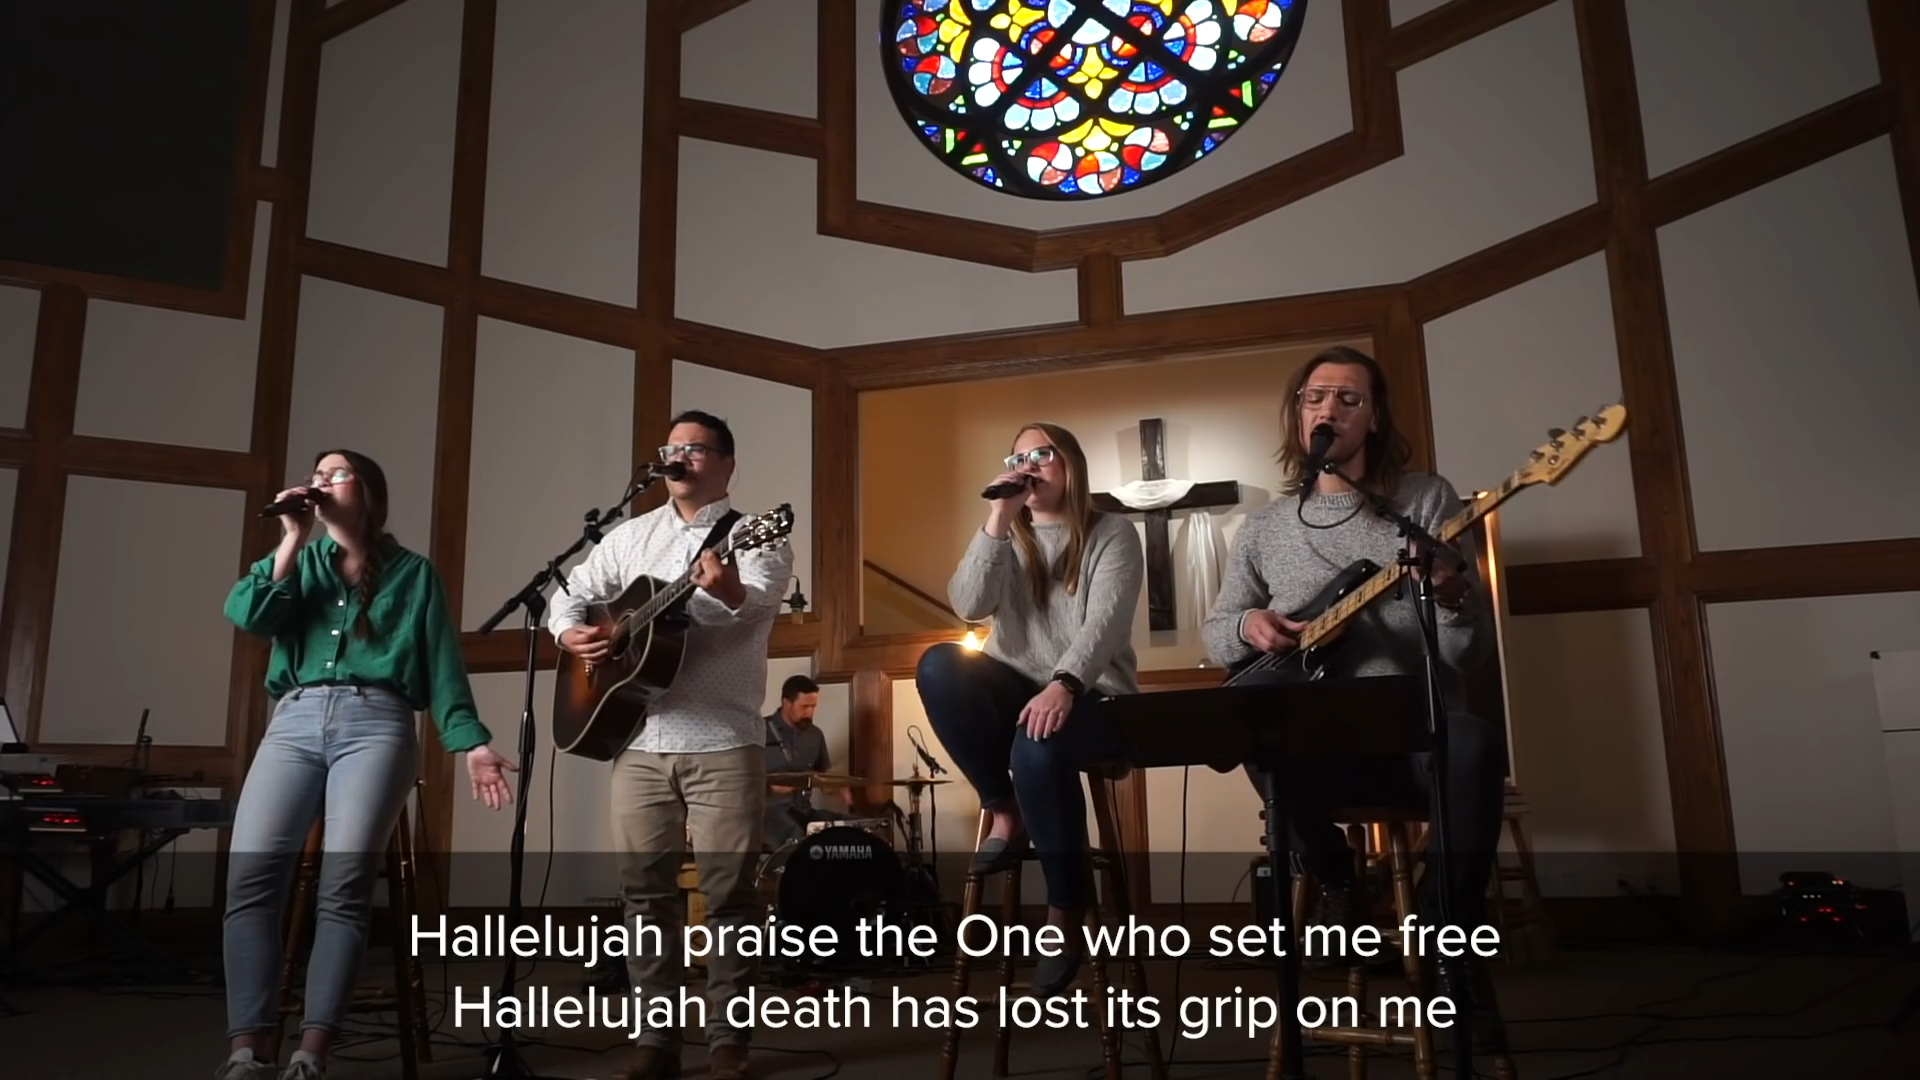 YAMAHA
Hallelujah praise the One who set me free
Hallelujah death has lost its grip on me